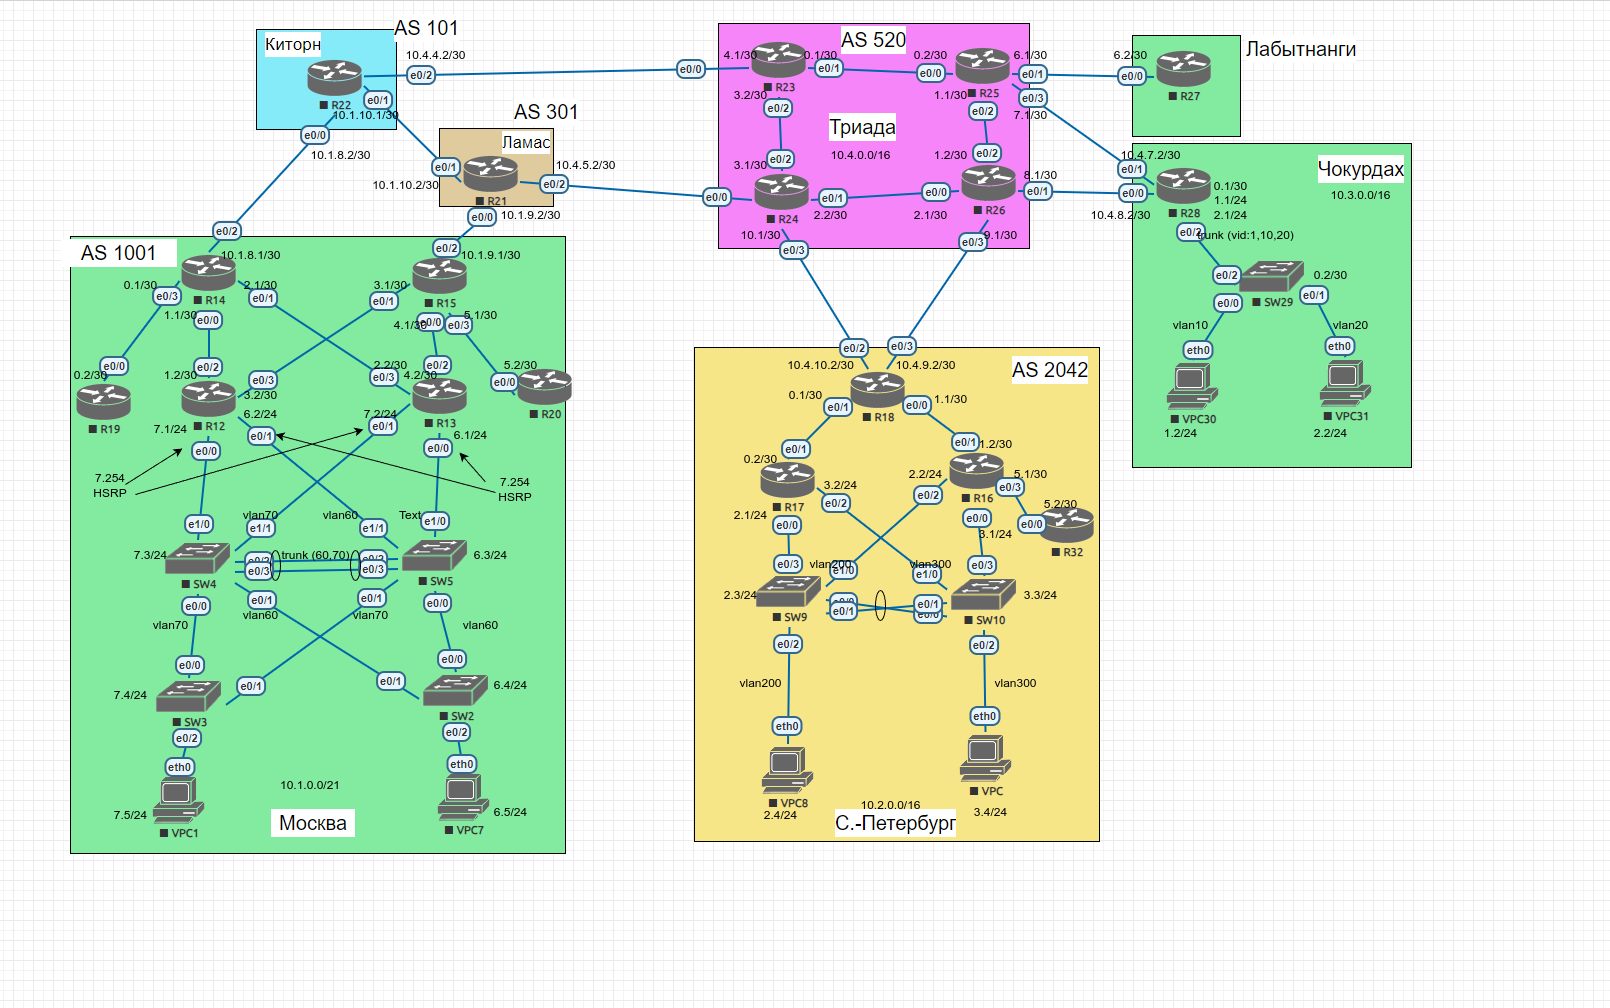 AS 101
Киторн
10.4.4.2/30
e0/2
R22
e0/1
10.1.10.1/30
e0/0
10.1.8.2/30
AS 301
Ламас
e0/1
10.1.10.2/30
R21
10.4.5.2/30
e0/2
e0/0
10.1.9.2/30
AS 520
4.1/30
e0/0
0.1/30
e0/1
R23
3.2/30
e0/2
0.2/30
e0/0
6.1/30
e0/1
R25
1.1/30
e0/2
e0/3
7.1/30
Триада
10.4.0.0/16
3.1/30
e0/2
1.2/30
e0/2
e0/0
R24
e0/1
2.2/30
e0/0
2.1/30
R26
8.1/30
e0/1
10.1/30
e0/3
e0/3
9.1/30
Лабытнанги
6.2/30
e0/0
R27
Чокурдах
10.3.0.0/16
10.4.7.2/30
e0/1
e0/0
10.4.8.2/30
R28
0.1/30
1.1/24
2.1/24
e0/2
trunk (vid:1,10,20)
e0/2
0.2/30
e0/0
SW29
e0/1
vlan10
vlan20
eth0
eth0
VPC30
1.2/24
VPC31
2.2/24
AS 1001
e0/2
10.1.8.1/30
0.1/30
e0/3
R14
2.1/30
e0/1
1.1/30
e0/0
e0/2
10.1.9.1/30
3.1/30
e0/1
R15
4.1/30
e0/0
5.1/30
e0/3
e0/0
0.2/30
R19
1.2/30
e0/2
e0/3
3.2/30
R12
6.2/24
e0/1
7.1/24
e0/0
2.2/30
e0/3
4.2/30
e0/2
R13
7.2/24
e0/1
6.1/24
e0/0
5.2/30
e0/0
R20
7.254
HSRP
7.254
HSRP
e1/0
vlan70
e1/1
vlan60
e1/1
Text
e1/0
7.3/24
SW4
e0/3
trunk (60,70)
e0/3
SW5
6.3/24
e0/0
e0/1
vlan60
vlan70
e0/1
vlan70
e0/0
vlan60
e0/0
e0/1
e0/1
e0/0
7.4/24
SW3
SW2
6.4/24
e0/2
e0/2
eth0
eth0
7.5/24
VPC1
VPC7
6.5/24
10.1.0.0/21
Москва
e0/2
e0/3
10.4.10.2/30
10.4.9.2/30
AS 2042
0.1/30
e0/1
R18
e0/0
1.1/30
e0/1
0.2/30
R17
3.2/24
e0/2
2.1/24
e0/0
e0/1
1.2/30
2.2/24
e0/2
R16
5.1/30
e0/3
e0/0
3.1/24
5.2/30
e0/0
R32
e0/3
vlan200
e1/0
vlan300
e1/0
e0/3
2.3/24
SW9
e0/0
e0/1
e0/1
e0/0
SW10
3.3/24
e0/2
e0/2
vlan200
vlan300
eth0
eth0
VPC8
2.4/24
VPC
3.4/24
10.2.0.0/16
С.-Петербург